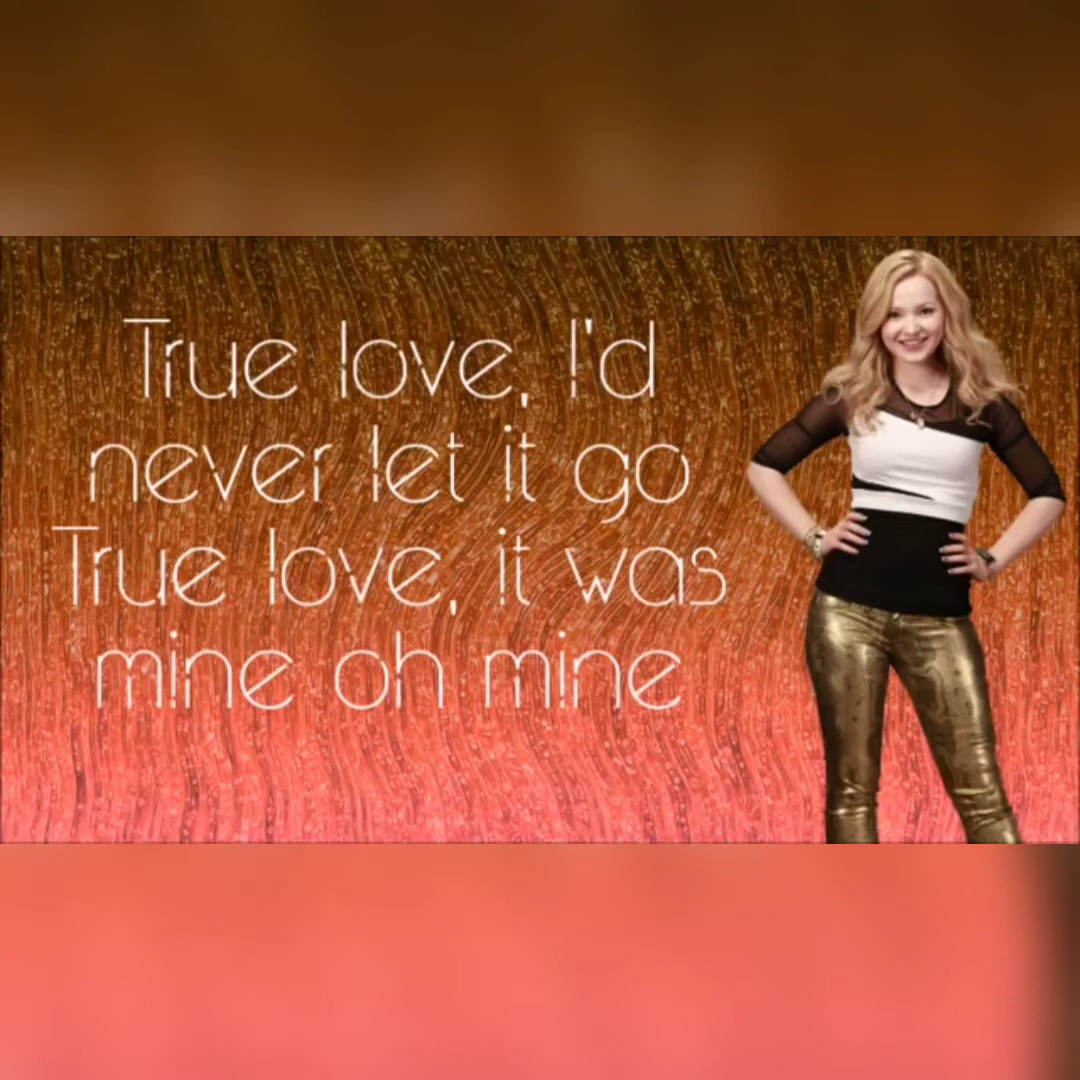 True love, I'd
never let it go
True love, it was
mine oh mine